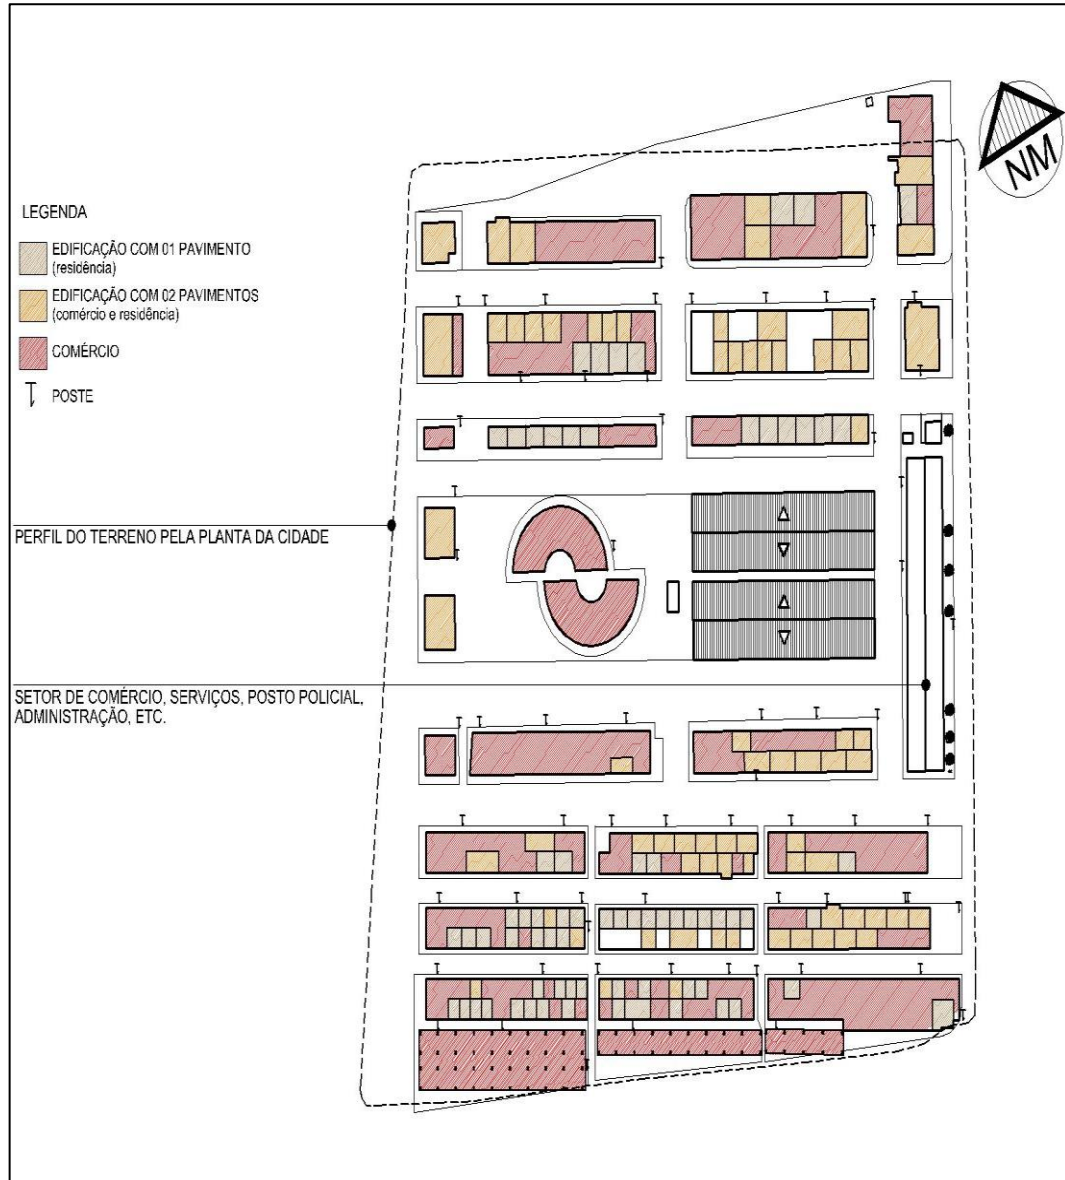 NM
LEGENDA
EDIFICAÇÃO COM 01 PAVIMENTO
(residência)
EDIFICAÇÃO COM 02 PAVIMENTOS
(comércio e residência)
COMÉRCIO
POSTE
PERFIL DO TERRENO PELA PLANTA DA CIDADE
SETOR DE COMÉRCIO, SERVIÇOS, POSTO POLICIAL,
ADMINISTRAÇÃO, ETC.